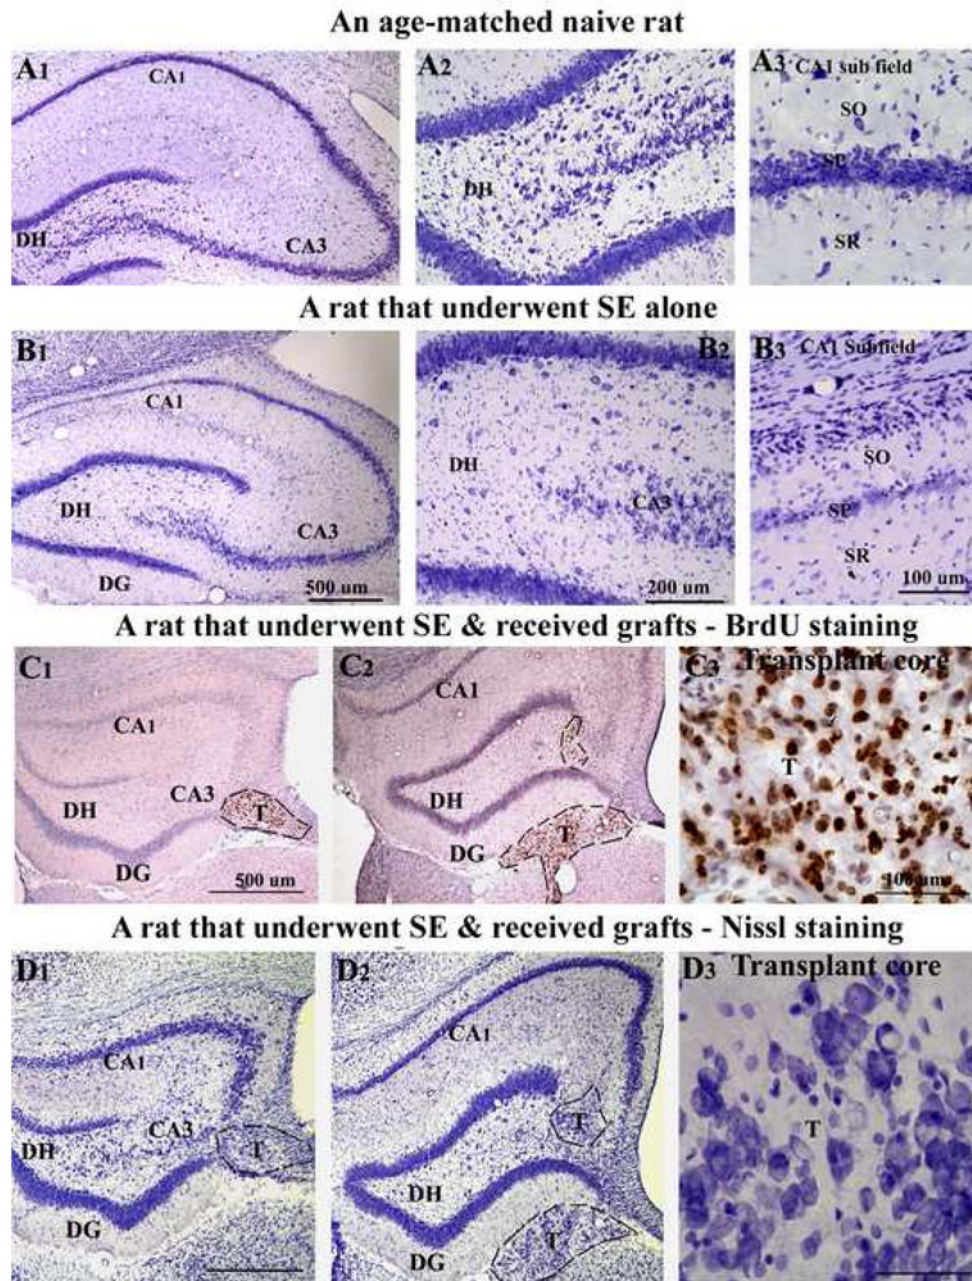 An age-matched naive rat
A1
CA1
DH
CA3
A2
DH
A3
CA1 sub field
SO
SP
SR
A rat that underwent SE alone
B1
CA1
DH
CA3
DG
500 um
B2
DH
CA3
200 um
B3
CA1 Subfield
SO
SP
SR
100 um
A rat that underwent SE & received grafts - BrdU staining
C1
CA1
DH
CA3
T
DG
500 um
C2
CA1
DH
T
DG
C3
Transplant core
T
100 um
A rat that underwent SE & received grafts - Nissl staining
D1
CA1
CA3
DH
T
DG
D2
CA1
T
DH
DG
T
D3
Transplant core
T